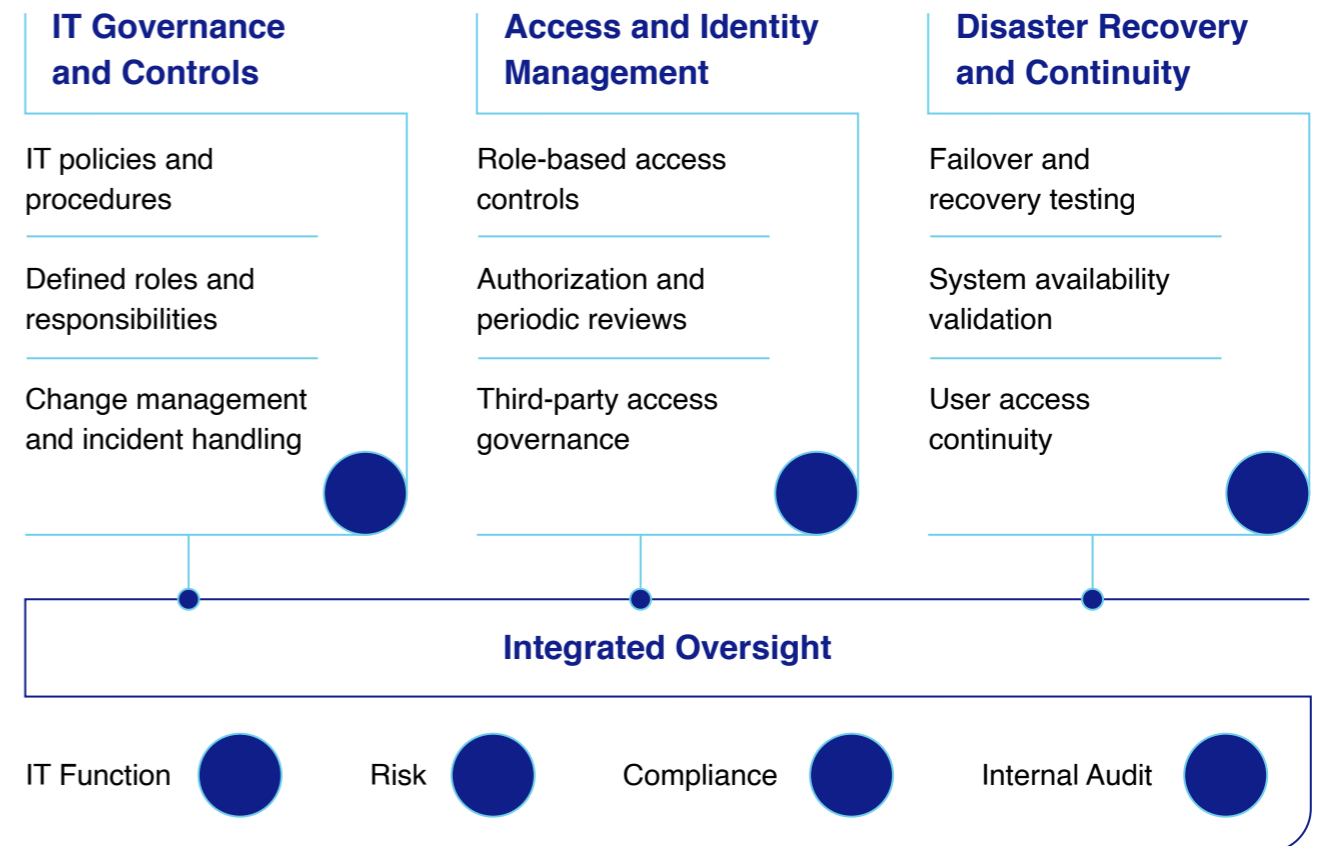 IT Governance
and Controls
IT policies and
procedures
Defined roles and
responsibilities
Change management
and incident handling
Access and Identity
Management
Role-based access
controls
Authorization and
periodic reviews
Third-party access
governance
Disaster Recovery
and Continuity
Failover and
recovery testing
System availability
validation
User access
continuity
Integrated Oversight
IT Function
Risk
Compliance
Internal Audit